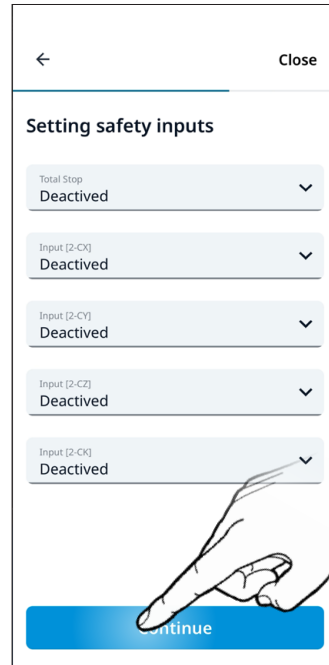 Close
Setting safety inputs
Total Stop
Deactived
Input [2-CX]
Deactived
Input [2-CY]
Deactived
Input [2-CZ]
Deactived
Input [2-CK]
Deactived
Continue